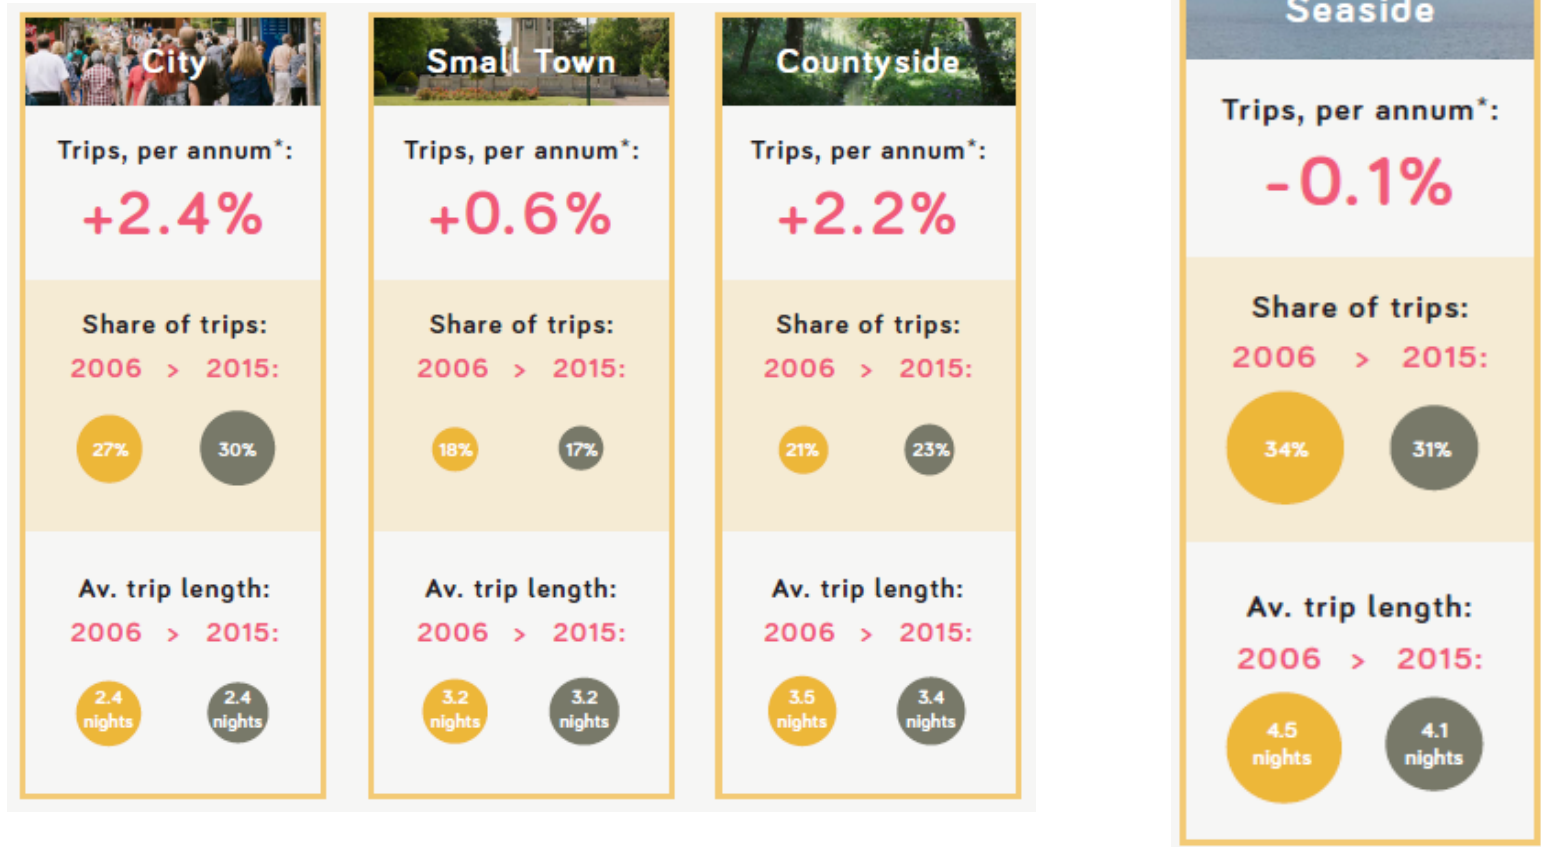 City
Trips, per annum*:
+2.4%
Share of trips:
2006 > 2015:
27% 30%
Av. trip length:
2006 > 2015:
2.4 nights 2.4 nights
Small Town
Trips, per annum*:
+0.6%
Share of trips:
2006 > 2015:
18% 17%
Av. trip length:
2006 > 2015:
3.2 nights 3.2 nights
Countyside
Trips, per annum*:
+2.2%
Share of trips:
2006 > 2015:
21% 23%
Av. trip length:
2006 > 2015:
3.5 nights 3.4 nights
Seaside
Trips, per annum*:
-0.1%
Share of trips:
2006 > 2015:
34% 31%
Av. trip length:
2006 > 2015:
4.5 nights 4.1 nights